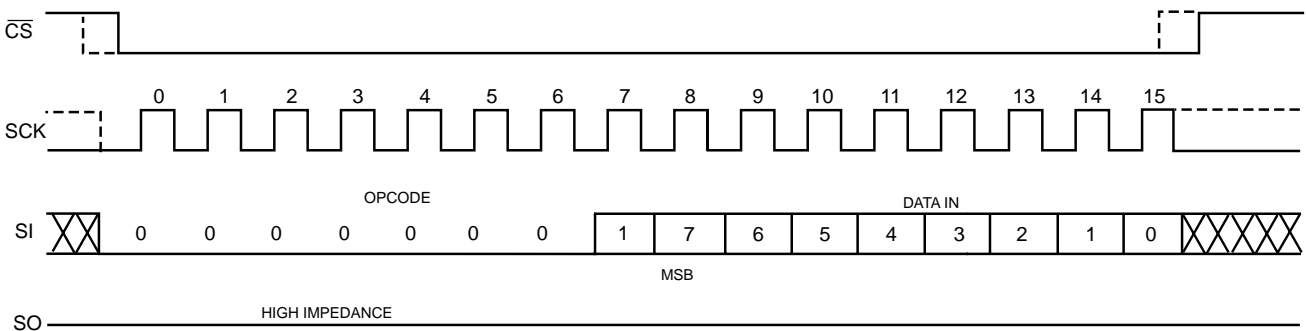 C̅S̅
0 1 2 3 4 5 6 7 8 9 10 11 12 13 14 15
SCK
OPCODE
DATA IN
SI
0 0 0 0 0 0 0 1 7 6 5 4 3 2 1 0
MSB
HIGH IMPEDANCE
SO